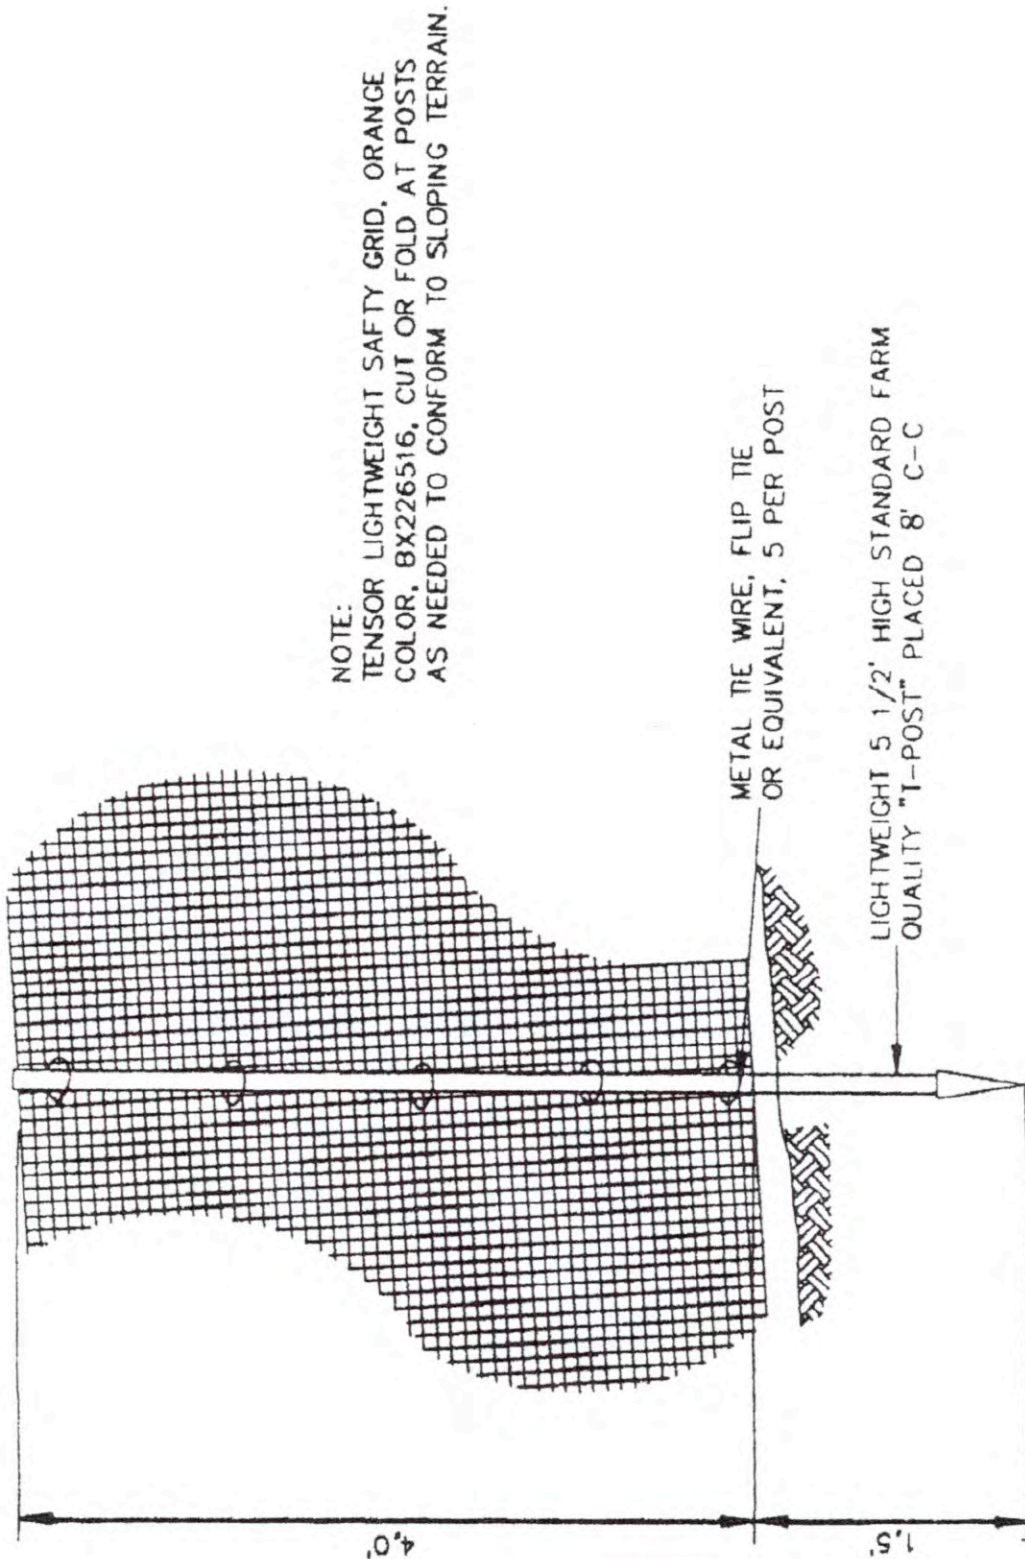 NOTE:
TENSOR LIGHTWEIGHT SAFTY GRID, ORANGE
COLOR, BX226516, CUT OR FOLD AT POSTS
AS NEEDED TO CONFORM TO SLOPING TERRAIN.
METAL TIE WIRE, FLIP TIE
OR EQUIVALENT, 5 PER POST
LIGHTWEIGHT 5 1/2' HIGH STANDARD FARM
QUALITY "T-POST" PLACED 8' C-C
4.0'
1.5'